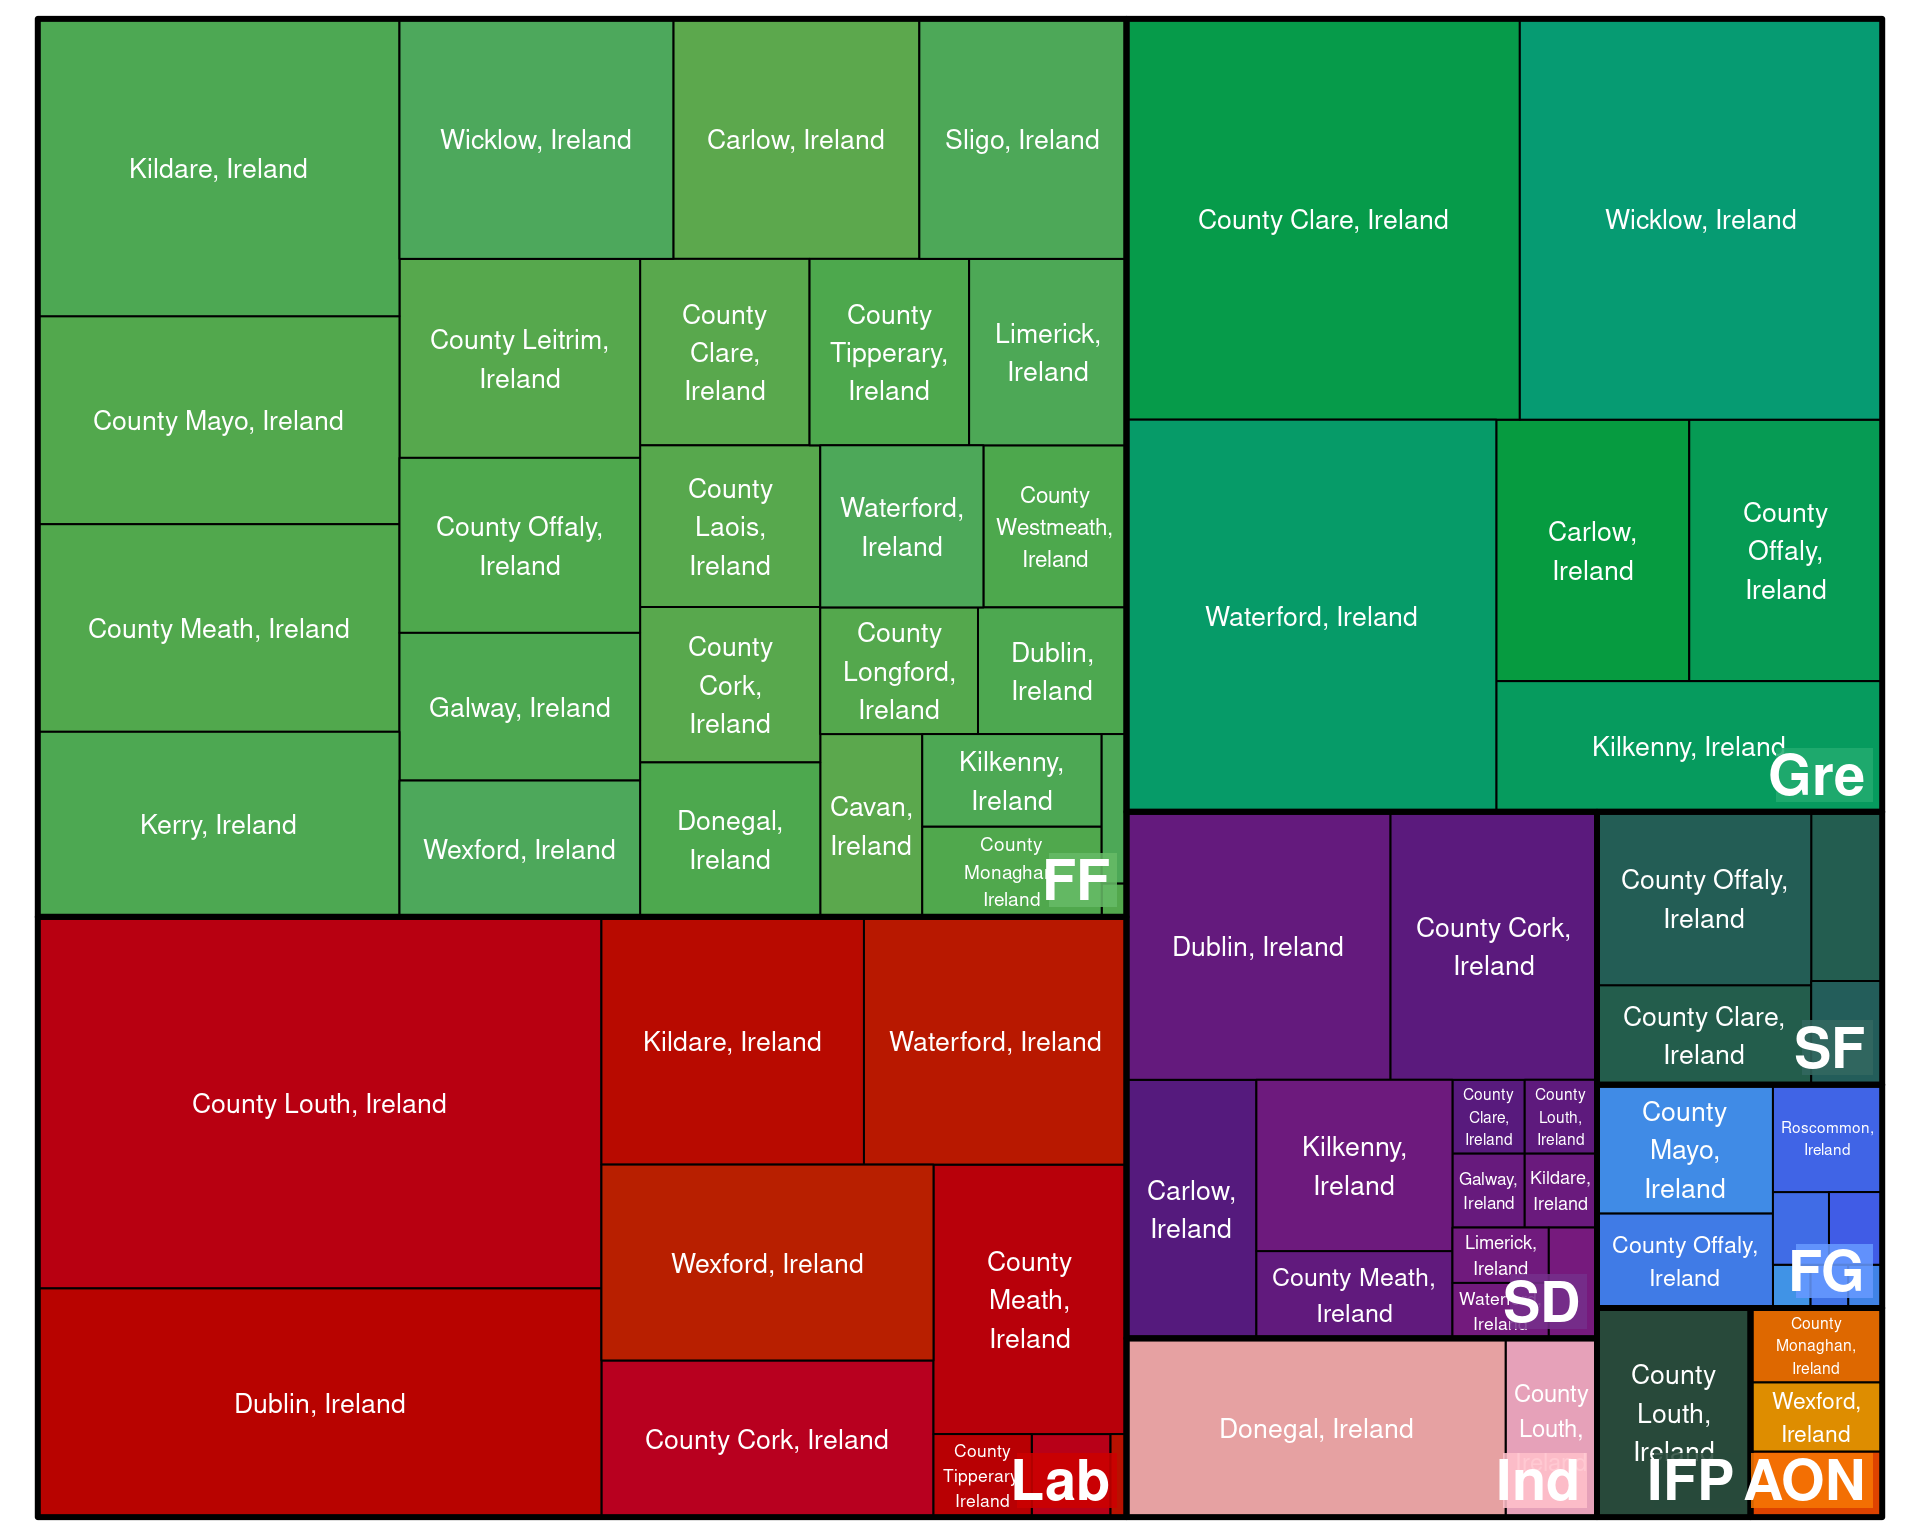 Kildare, Ireland
Wicklow, Ireland
Carlow, Ireland
Sligo, Ireland
County Mayo, Ireland
County Leitrim,
Ireland
County
Clare,
Ireland
County
Tipperary,
Ireland
Limerick,
Ireland
County Meath, Ireland
County Offaly,
Ireland
County
Laois,
Ireland
Waterford,
Ireland
County
Westmeath,
Ireland
Kerry, Ireland
Galway, Ireland
County
Cork,
Ireland
County
Longford,
Ireland
Dublin,
Ireland
Wexford, Ireland
Donegal,
Ireland
Cavan,
Ireland
Kilkenny,
Ireland
County
Monaghan,
Ireland
FF
County Clare, Ireland
Wicklow, Ireland
Waterford, Ireland
Carlow,
Ireland
County
Offaly,
Ireland
Kilkenny, Ireland
Gre
County Louth, Ireland
Dublin, Ireland
Kildare, Ireland
Waterford, Ireland
Wexford, Ireland
County
Meath,
Ireland
County Cork, Ireland
County
Tipperary,
Ireland
Lab
Dublin, Ireland
County Cork,
Ireland
Carlow,
Ireland
Kilkenny,
Ireland
County Meath,
Ireland
County
Clare,
Ireland
County
Louth,
Ireland
Galway,
Ireland
Kildare,
Ireland
Limerick,
Ireland
Ireland
SD
County Offaly,
Ireland
County Clare,
Ireland
SF
County
Mayo,
Ireland
Roscommon,
Ireland
County Offaly,
Ireland
FG
Donegal, Ireland
County
Louth,
Ireland
Ind
County
Louth,
Ireland
IFP
County
Monaghan,
Ireland
Wexford,
Ireland
AON